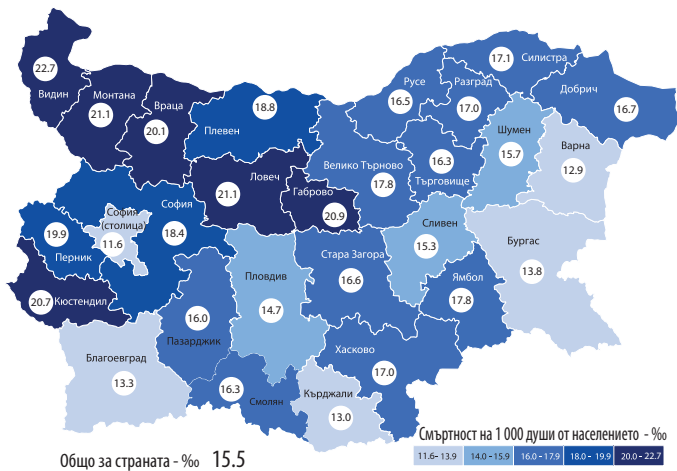 22.7
Видин
Монтана
21.1
Враца
20.1
18.8
Плевен
Русе
16.5
Разград
17.0
17.1
Силистра
Добрич
16.7
Шумен
15.7
Варна
12.9
Ловеч
21.1
Габрово
20.9
Велико Търново
17.8
16.3
Търговище
София
(столица)
11.6
София
18.4
19.9
Перник
20.7 Кюстендил
Сливен
15.3
Бургас
13.8
Стара Загора
16.6
Ямбол
17.8
Пловдив
14.7
16.0
Пазарджик
Благоевград
13.3
16.3
Смолян
Кърджали
13.0
Хасково
17.0
Общо за страната - ‰ 15.5
Смъртност на 1 000 души от населението - ‰
11.6– 13.9 14.0 - 15.9 16.0 - 17.9 18.0 - 19.9 20.0 – 22.7